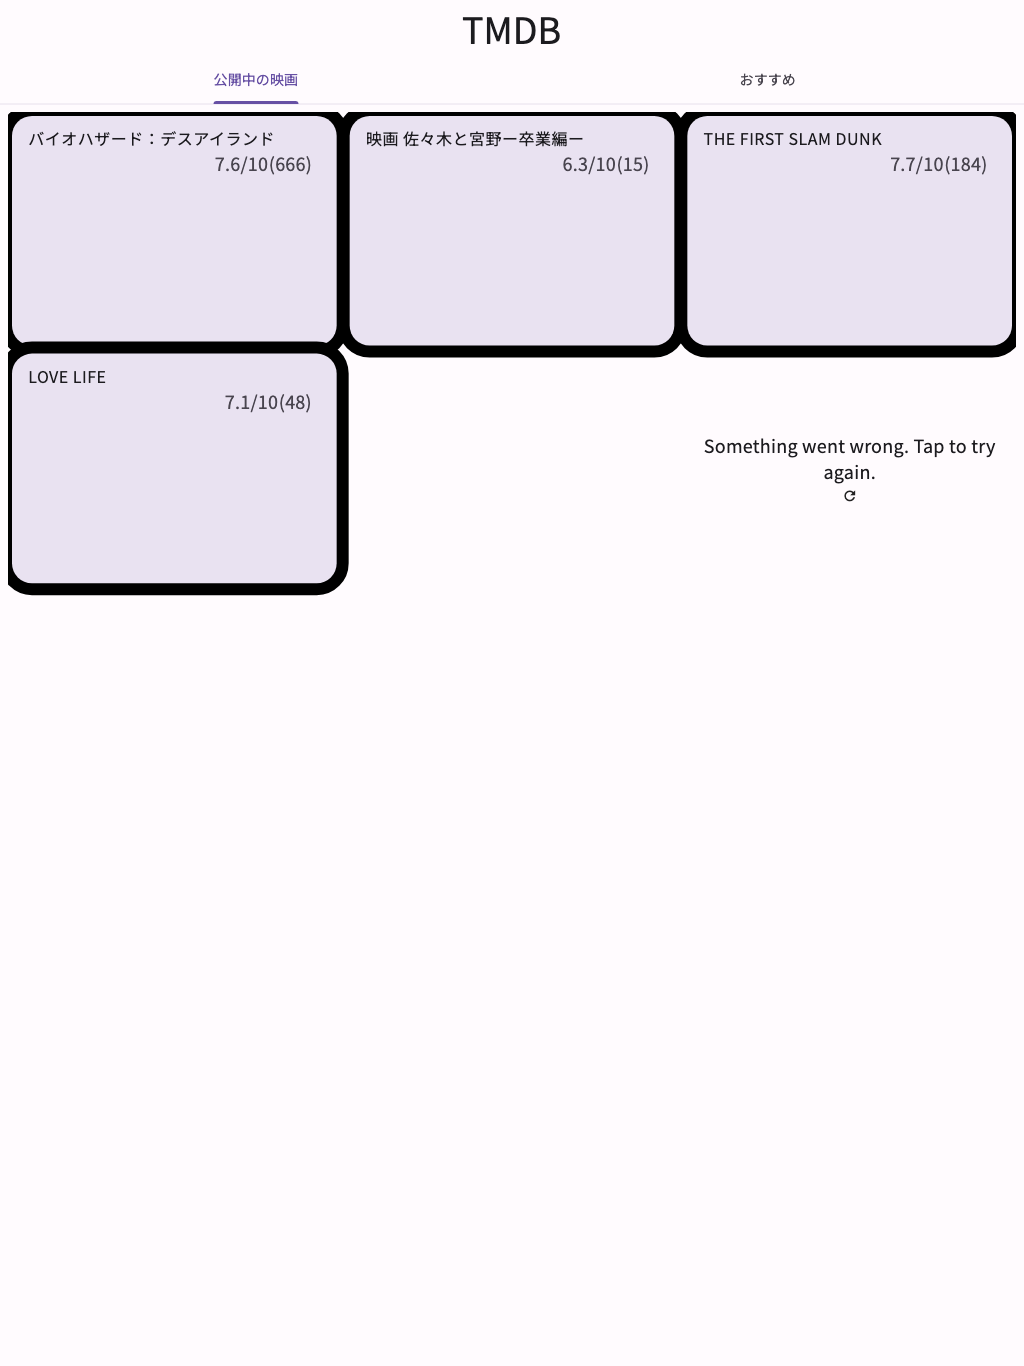 TMDB
公開中の映画
おすすめ
バイオハザード：デスアイランド
7.6/10(666)
映画 佐々木と宮野ー卒業編ー
6.3/10(15)
THE FIRST SLAM DUNK
7.7/10(184)
LOVE LIFE
7.1/10(48)
Something went wrong. Tap to try
again.